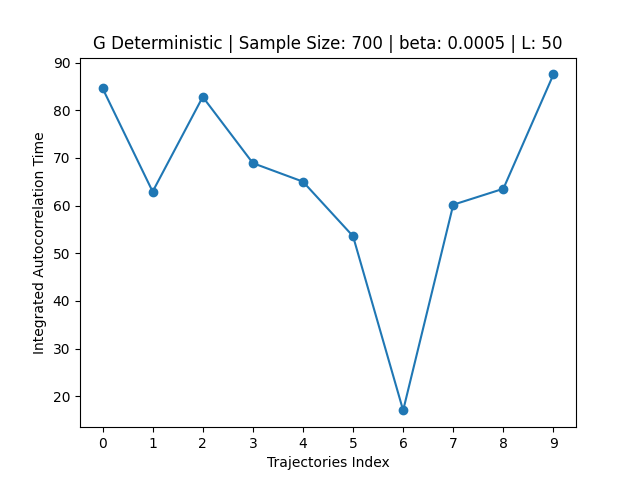 G Deterministic | Sample Size: 700 | beta: 0.0005 | L: 50
90
80
70
60
50
40
30
20
Integrated Autocorrelation Time
0 1 2 3 4 5 6 7 8 9
Trajectories Index